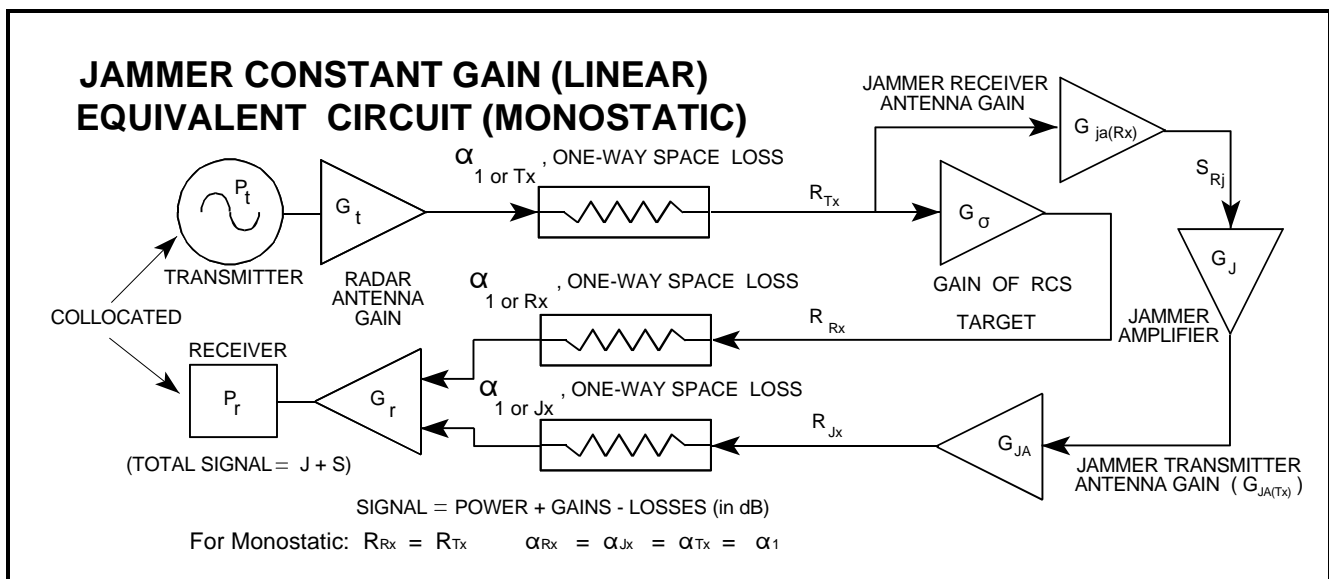 JAMMER CONSTANT GAIN (LINEAR)
EQUIVALENT CIRCUIT (MONOSTATIC)
JAMMER RECEIVER
ANTENNA GAIN
G ja(Rx)
α 1 or Tx , ONE-WAY SPACE LOSS
P t
G t
R Tx
G σ
S Rj
G J
TRANSMITTER
RADAR
ANTENNA
GAIN
α 1 or Rx , ONE-WAY SPACE LOSS
GAIN OF RCS
TARGET
COLLOCATED
R Rx
JAMMER
AMPLIFIER
RECEIVER
P r
G r
α 1 or Jx , ONE-WAY SPACE LOSS
R Jx
G JA
(TOTAL SIGNAL = J + S)
JAMMER TRANSMITTER
ANTENNA GAIN ( G JA(Tx) )
SIGNAL = POWER + GAINS - LOSSES (in dB)
For Monostatic: R Rx = R Tx α Rx = α Jx = α Tx = α 1